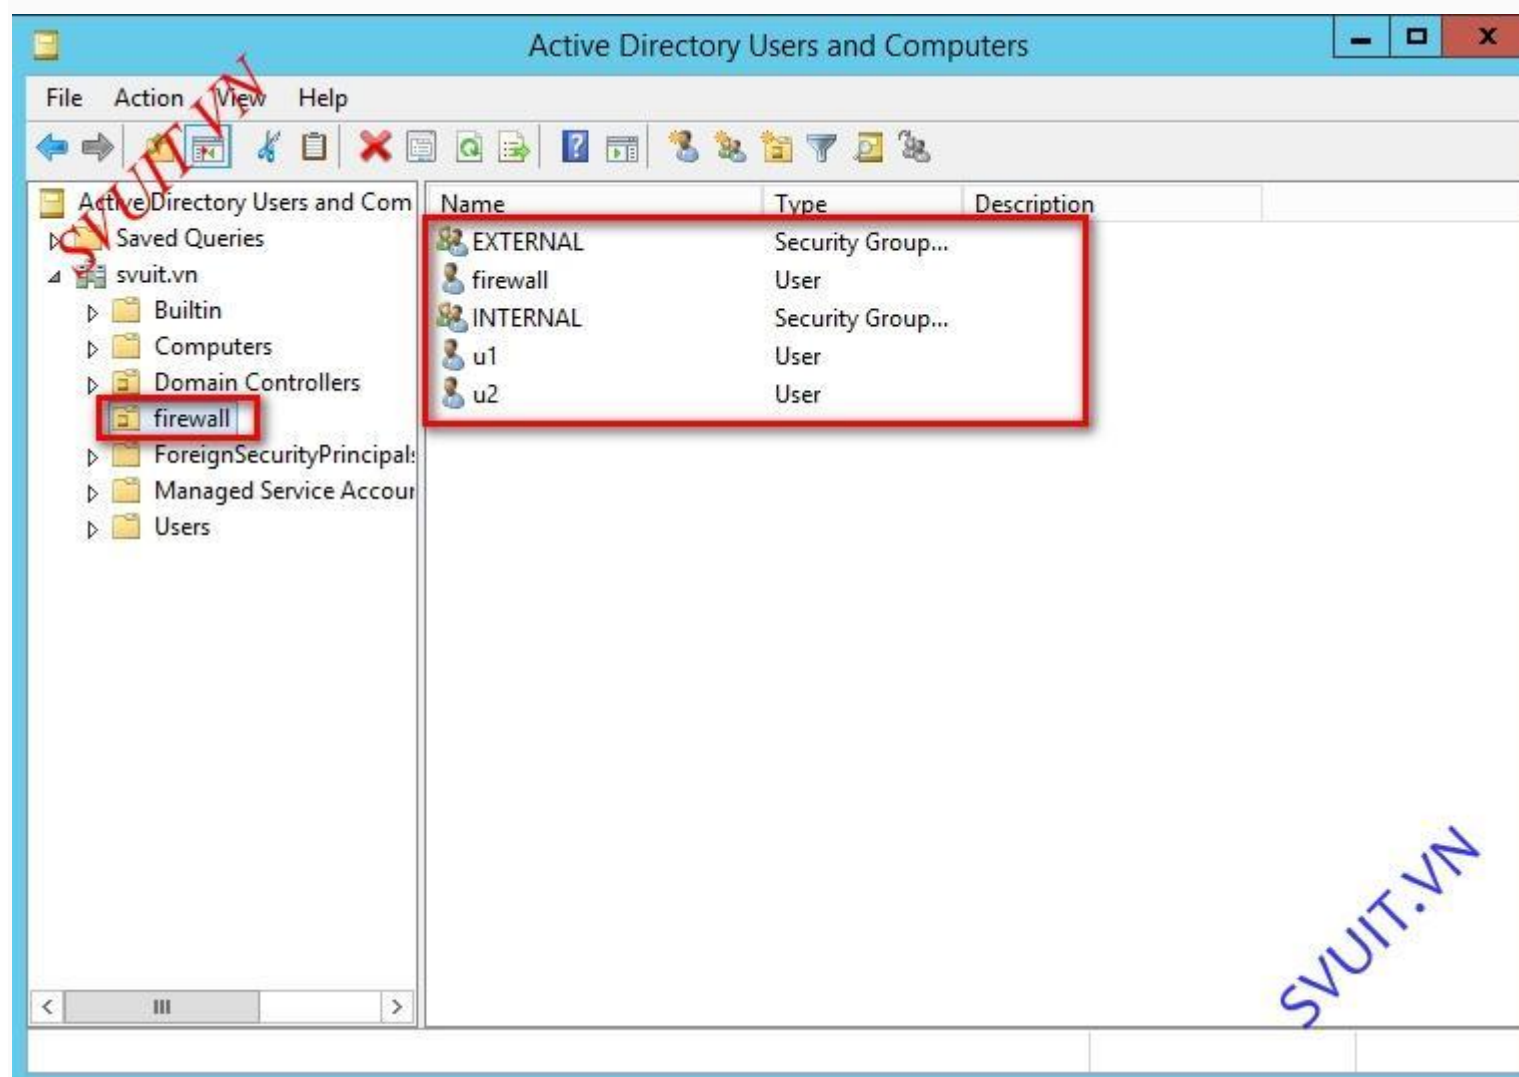 Active Directory Users and Computers
File Action View Help
Active Directory Users and Com
Saved Queries
svuit.vn
Builtin
Computers
Domain Controllers
firewall
ForeignSecurityPrincipals
Managed Service Accour
Users
Name Type Description
EXTERNAL Security Group...
firewall User
INTERNAL Security Group...
u1 User
u2 User
SVUIT.VN
SVUIT.VN